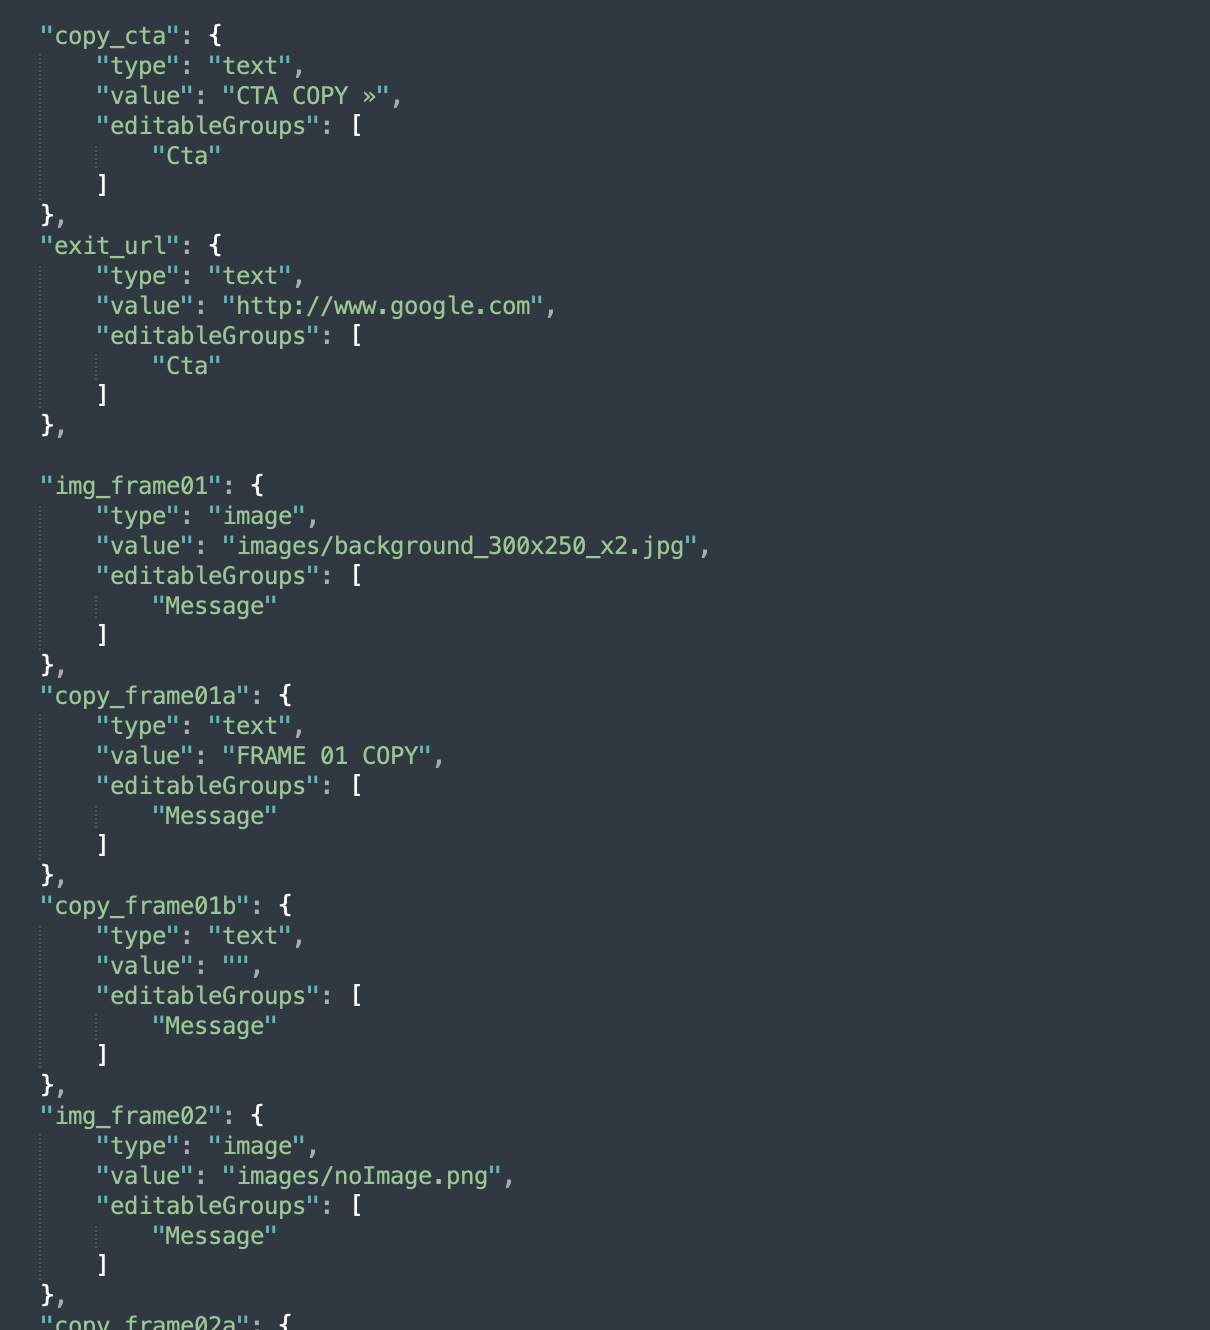 "copy_cta": {
    "type": "text",
    "value": "CTA COPY »",
    "editableGroups": [
        "Cta"
    ]
},
"exit_url": {
    "type": "text",
    "value": "http://www.google.com",
    "editableGroups": [
        "Cta"
    ]
},

"img_frame01": {
    "type": "image",
    "value": "images/background_300x250_x2.jpg",
    "editableGroups": [
        "Message"
    ]
},
"copy_frame01a": {
    "type": "text",
    "value": "FRAME 01 COPY",
    "editableGroups": [
        "Message"
    ]
},
"copy_frame01b": {
    "type": "text",
    "value": "",
    "editableGroups": [
        "Message"
    ]
},
"img_frame02": {
    "type": "image",
    "value": "images/noImage.png",
    "editableGroups": [
        "Message"
    ]
},
"copy_frame02a": {